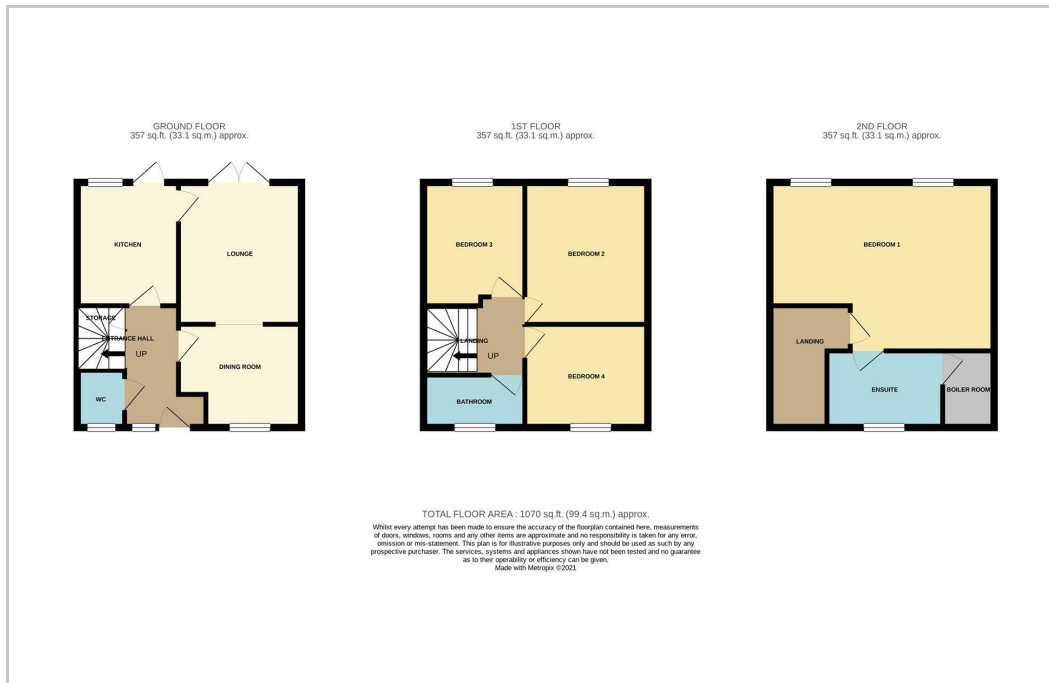 GROUND FLOOR
357 sq.ft. (33.1 sq.m.) approx.
KITCHEN
LOUNGE
STORAGE
ENTRANCE HALL
UP
DINING ROOM
WC
1ST FLOOR
357 sq.ft. (33.1 sq.m.) approx.
BEDROOM 3
BEDROOM 2
LANDING
UP
BEDROOM 4
BATHROOM
2ND FLOOR
357 sq.ft. (33.1 sq.m.) approx.
BEDROOM 1
LANDING
ENSUITE
BOILER ROOM
TOTAL FLOOR AREA : 1070 sq.ft. (99.4 sq.m.) approx.
Whilst every attempt has been made to ensure the accuracy of the floorplan contained here, measurements
of doors, windows, rooms and any other items are approximate and no responsibility is taken for any error,
omission or mis-statement. This plan is for illustrative purposes only and should be used as such by any
prospective purchaser. The services, systems and appliances shown have not been tested and no guarantee
as to their operability or efficiency can be given.
Made with Metropix ©2021